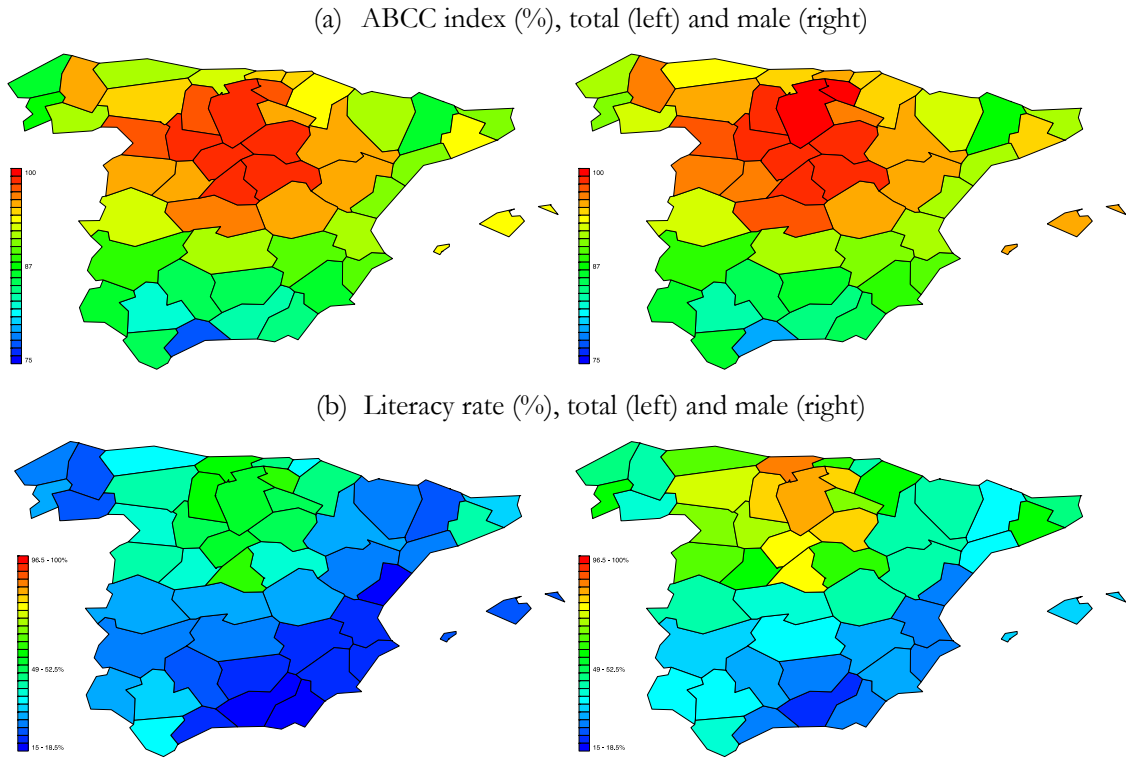 (a) ABCC index (%), total (left) and male (right)
100
87
75
100
87
75
(b) Literacy rate (%), total (left) and male (right)
96.5 - 100%
49 - 52.5%
15 - 18.5%
96.5 - 100%
49 - 52.5%
15 - 18.5%